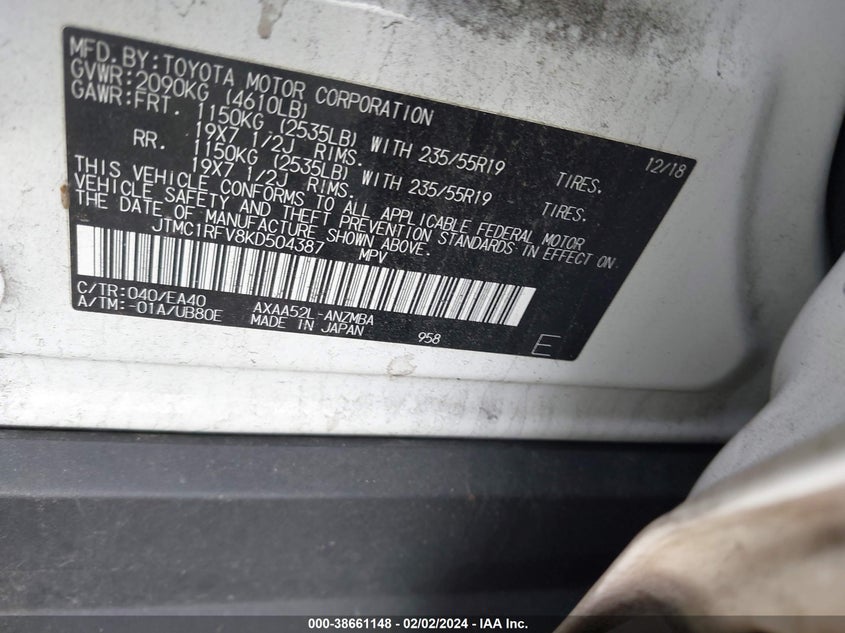 MFD.BY:TOYOTA MOTOR CORPORATION 12/18
GVWR:2090KG (4610LB)
GAWR:FRT. 1150KG (2535LB) WITH 235/55R19 TIRES.
19X7 1/2J RIMS.
RR. 1150KG (2535LB) WITH 235/55R19 TIRES.
19X7 1/2J RIMS.
THIS VEHICLE CONFORMS TO ALL APPLICABLE FEDERAL MOTOR
VEHICLE SAFETY AND THEFT PREVENTION STANDARDS IN EFFECT ON
THE DATE OF MANUFACTURE SHOWN ABOVE.
JTMC1RFV8KD504387 MPV
C/TR:040/EA40 AXAA52L-ANZMBA
A/TM:-01A/UB80E MADE IN JAPAN 958 E
000-38661148 - 02/02/2024 - IAA Inc.